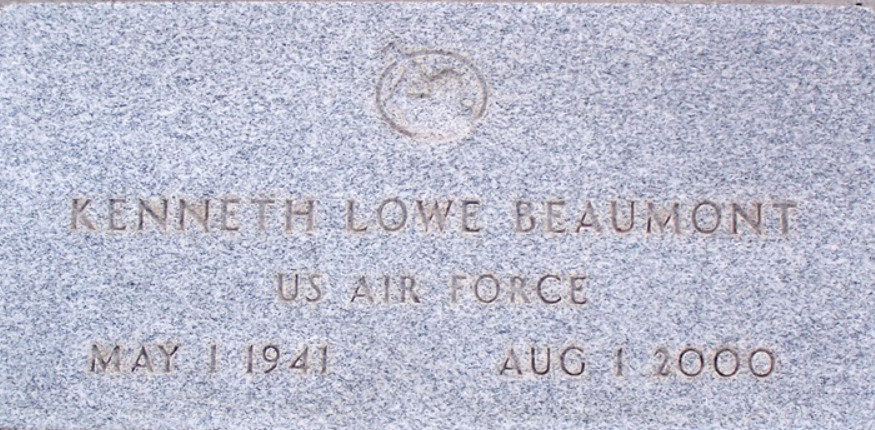 KENNETH LOWE BEAUMONT
US AIR FORCE
MAY 1 1941
AUG 1 2000